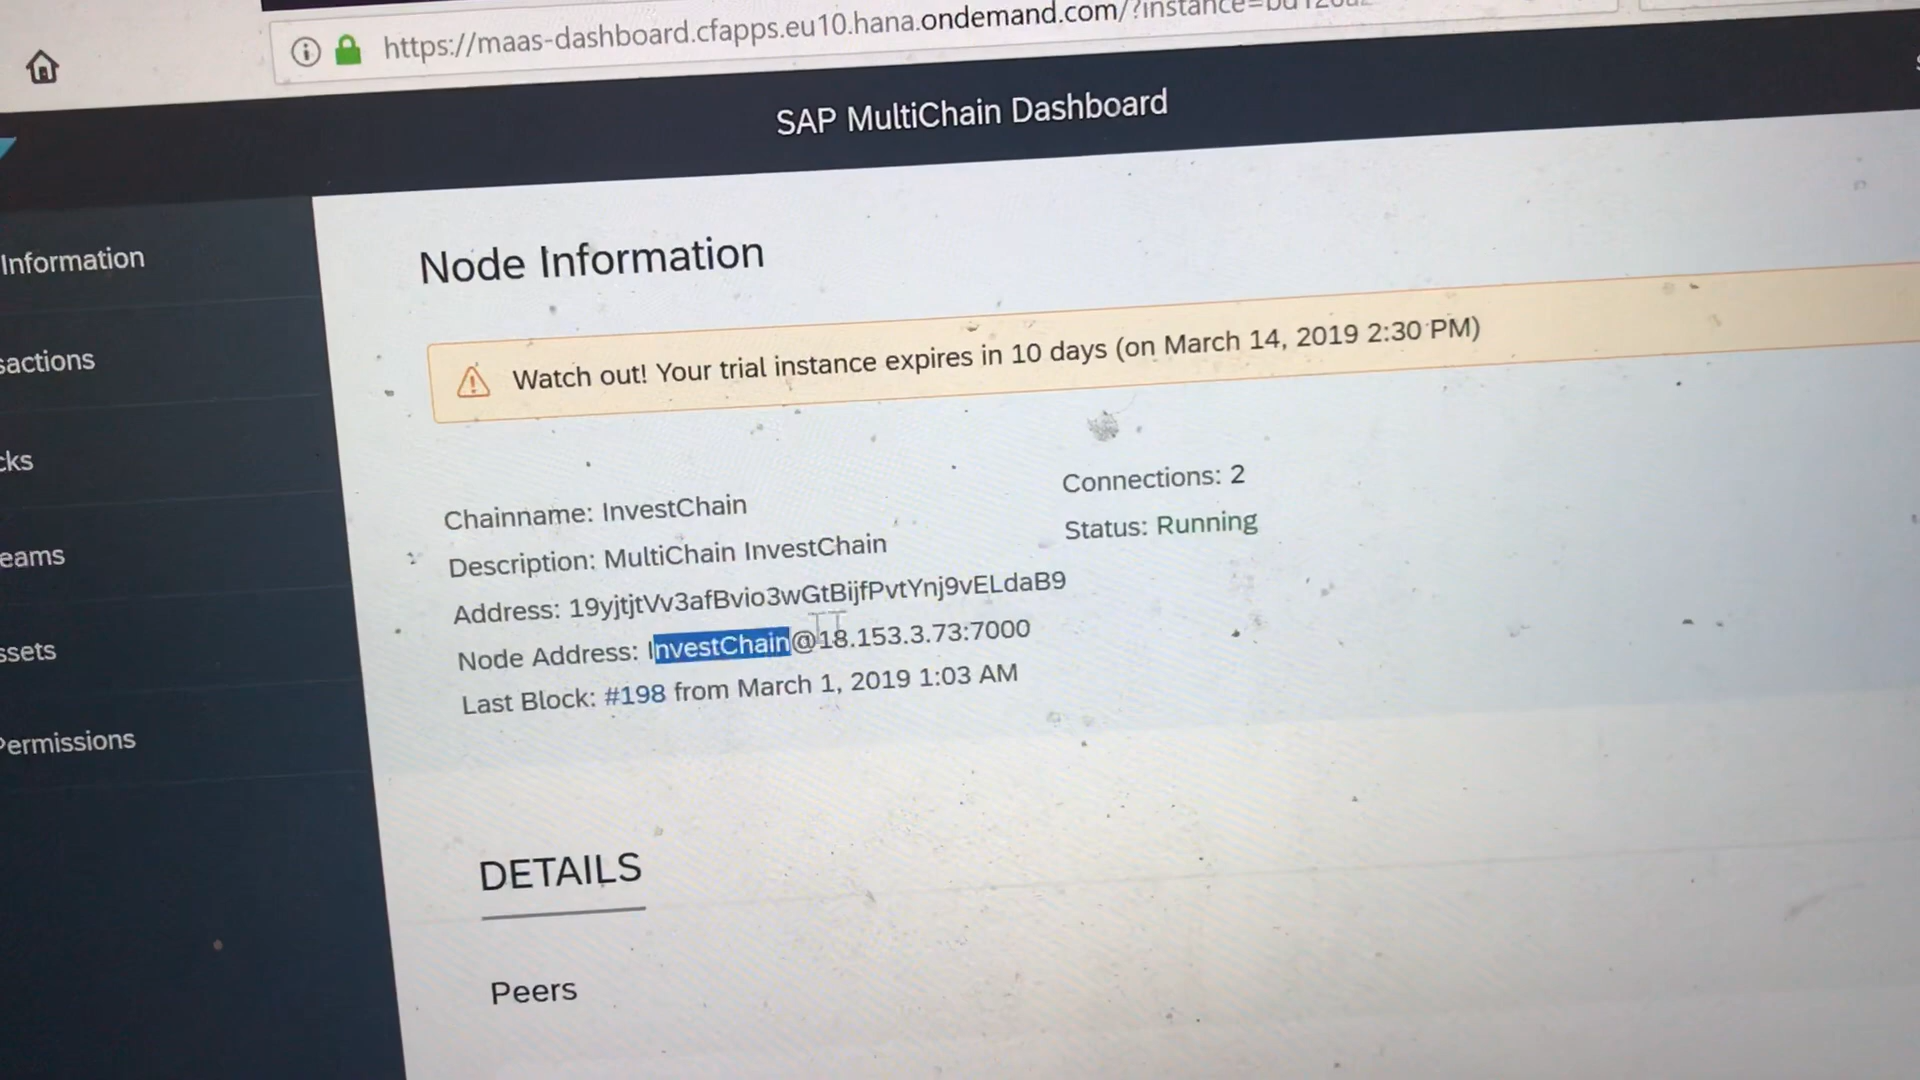 https://maas-dashboard.cfapps.eu10.hana.ondemand.com/?instance=
SAP MultiChain Dashboard
Information
sactions
cks
eams
ssets
Permissions
Node Information
Watch out! Your trial instance expires in 10 days (on March 14, 2019 2:30 PM)
Chainname: InvestChain
Description: MultiChain InvestChain
Address: 19yjtjtVv3afBvio3wGtBijfPvtYnj9vELdaB9
Node Address: InvestChain@18.153.3.73:7000
Last Block: #198 from March 1, 2019 1:03 AM
Connections: 2
Status: Running
DETAILS
Peers